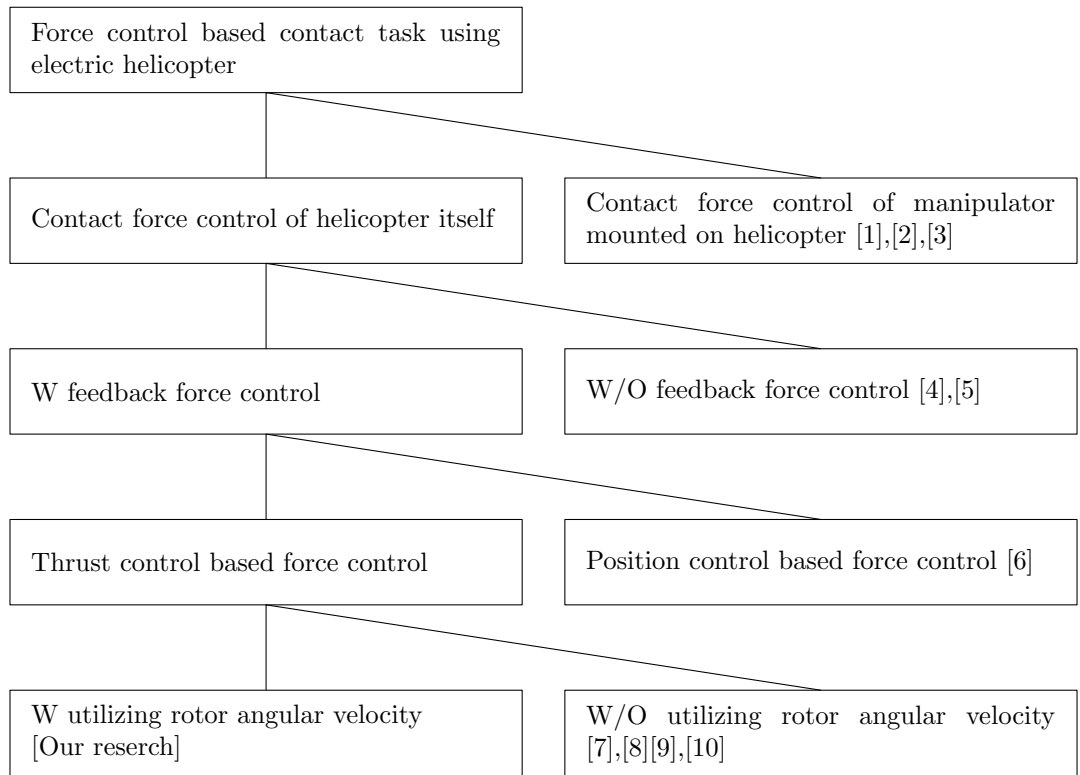 Force control based contact task using
electric helicopter
Contact force control of helicopter itself
Contact force control of manipulator
mounted on helicopter [1],[2],[3]
W feedback force control
W/O feedback force control [4],[5]
Thrust control based force control
Position control based force control [6]
W utilizing rotor angular velocity
[Our reserch]
W/O utilizing rotor angular velocity
[7],[8][9],[10]